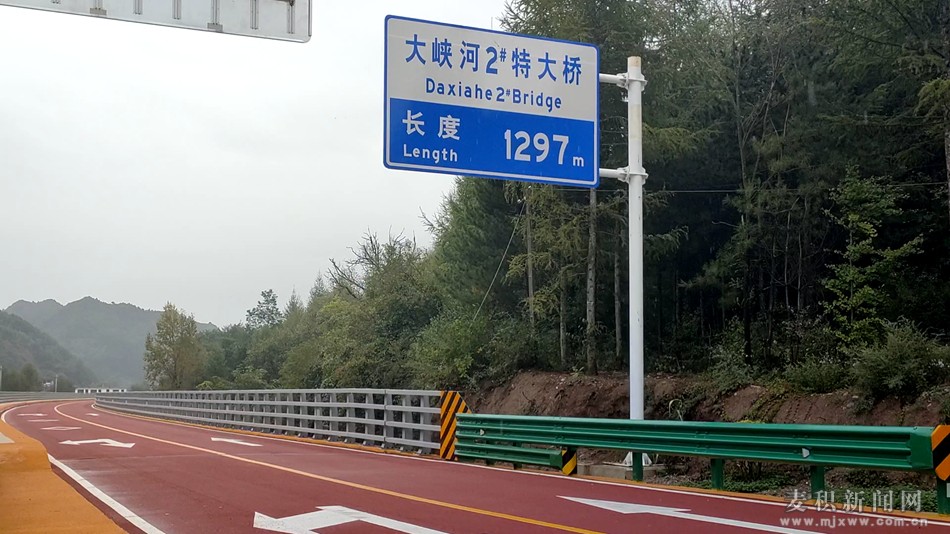 大峡河2#特大桥
Daxiahe 2# Bridge
长度 1297m
Length
麦积新闻网
www.mjxww.com